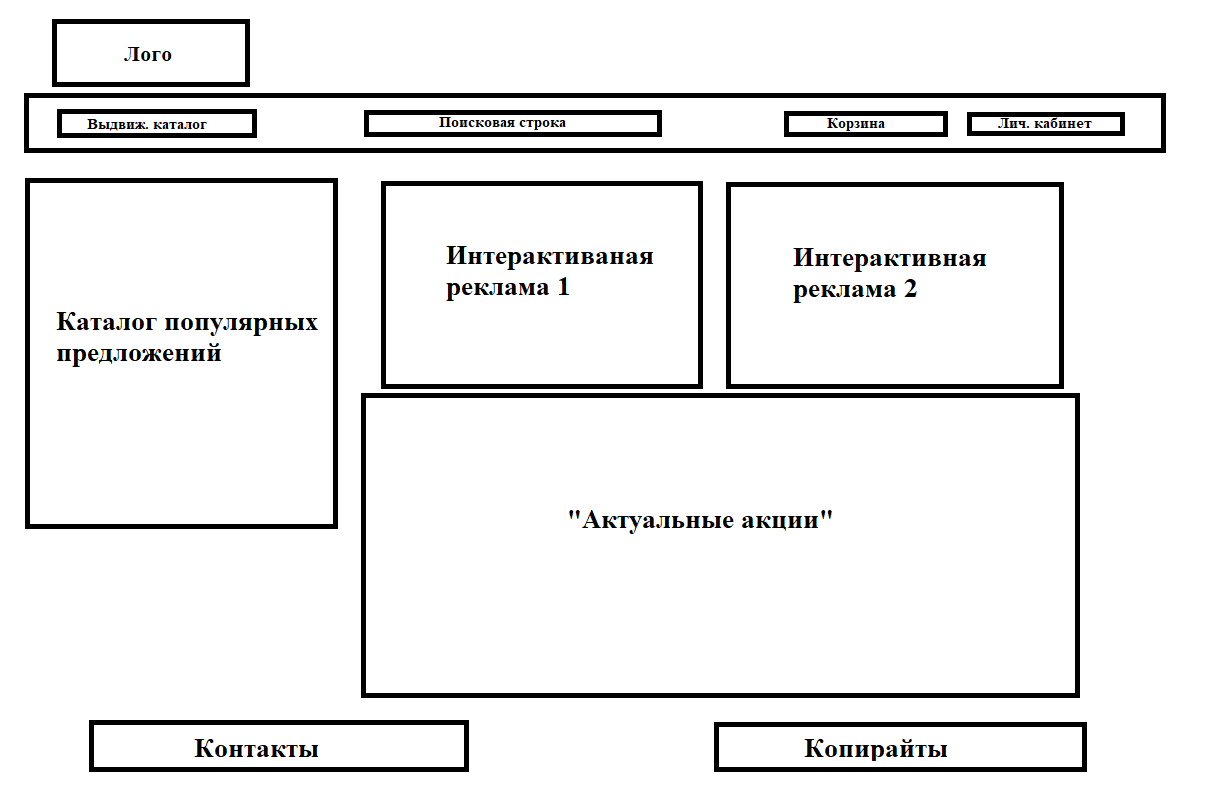 Лого
Выдвиж. каталог
Поисковая строка
Корзина
Лич. кабинет
Каталог популярных
предложений
Интерактиваная
реклама 1
Интерактивная
реклама 2
"Актуальные акции"
Контакты
Копирайты